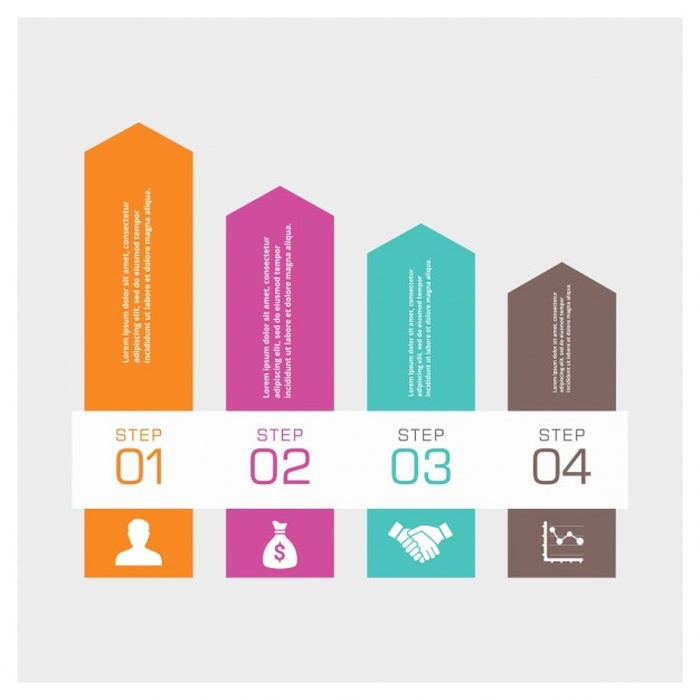 Lorem ipsum dolor sit amet, consectetur
adipiscing elit, sed do eiusmod tempor
incididunt ut labore et dolore magna aliqua.
Lorem ipsum dolor sit amet, consectetur
adipiscing elit, sed do eiusmod tempor
incididunt ut labore et dolore magna aliqua.
Lorem ipsum dolor sit amet, consectetur
adipiscing elit, sed do eiusmod tempor
incididunt ut labore et dolore magna aliqua.
Lorem ipsum dolor sit amet, consectetur
adipiscing elit, sed do eiusmod tempor
incididunt ut labore et dolore magna aliqua.
STEP
01
STEP
02
STEP
03
STEP
04
$